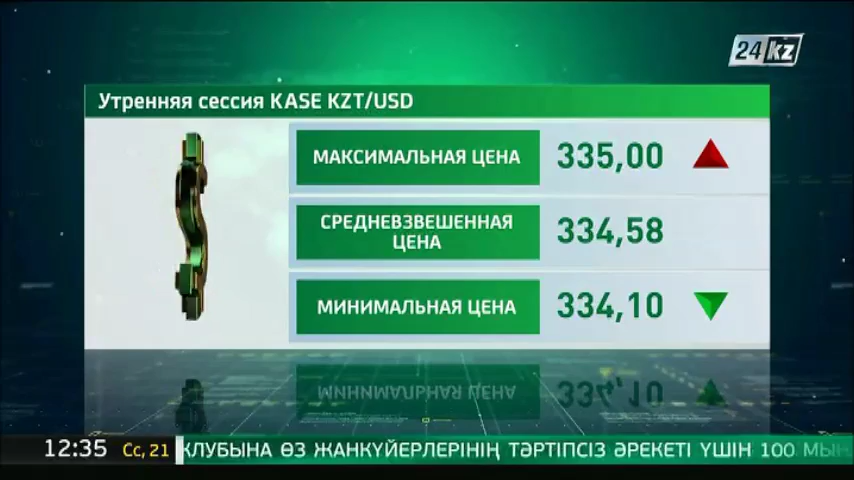 24kz
Утренняя сессия KASE KZT/USD
МАКСИМАЛЬНАЯ ЦЕНА 335,00
СРЕДНЕВЗВЕШЕННАЯ
ЦЕНА 334,58
МИНИМАЛЬНАЯ ЦЕНА 334,10
12:35 Сс, 21 КЛУБЫНА ӨЗ ЖАНКҮЙЕРЛЕРІНІҢ ТӘРТІПСІЗ ӘРЕКЕТІ ҮШІН 100 МЫҢ